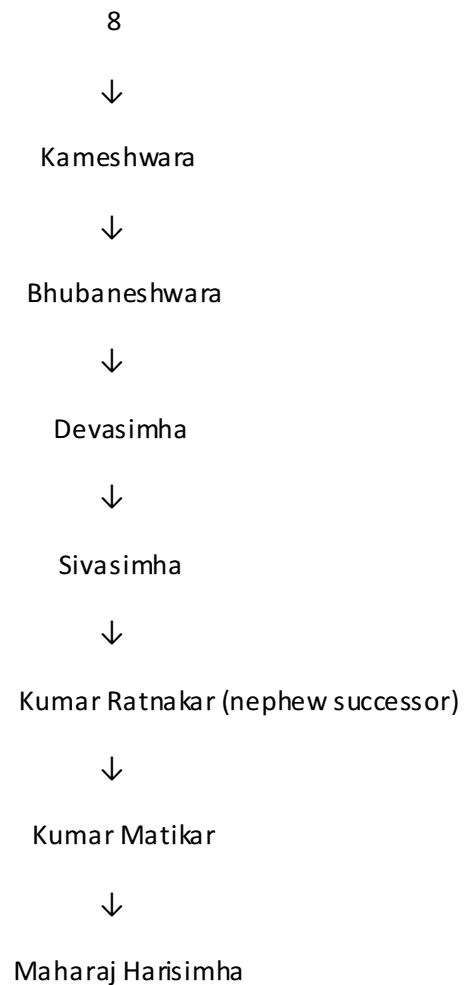 8
↓
Kameshwara
↓
Bhubaneshwara
↓
Devasimha
↓
Sivasimha
↓
Kumar Ratnakar (nephew successor)
↓
Kumar Matikar
↓
Maharaj Harisimha